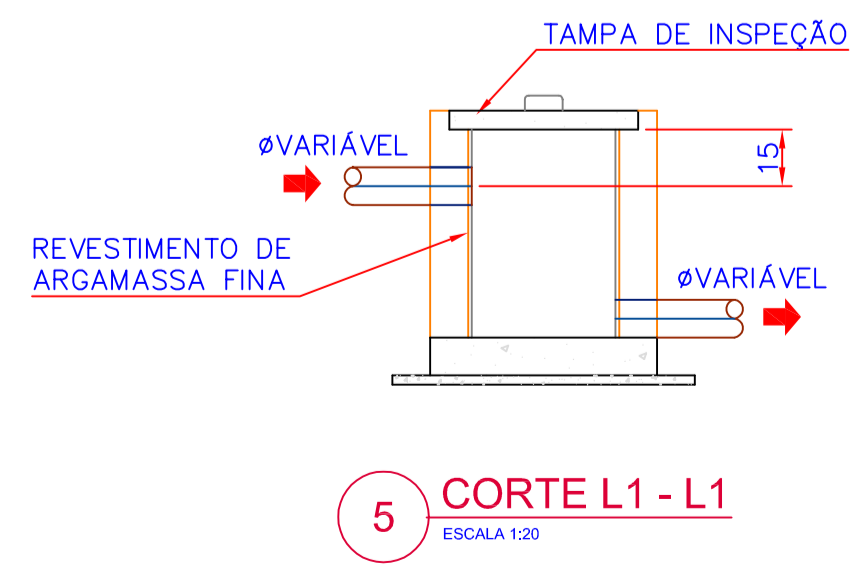 TAMPA DE INSPEÇÃO
ØVARIÁVEL
15
REVESTIMENTO DE
ARGAMASSA FINA
ØVARIÁVEL
5
CORTE L1 - L1
ESCALA 1:20